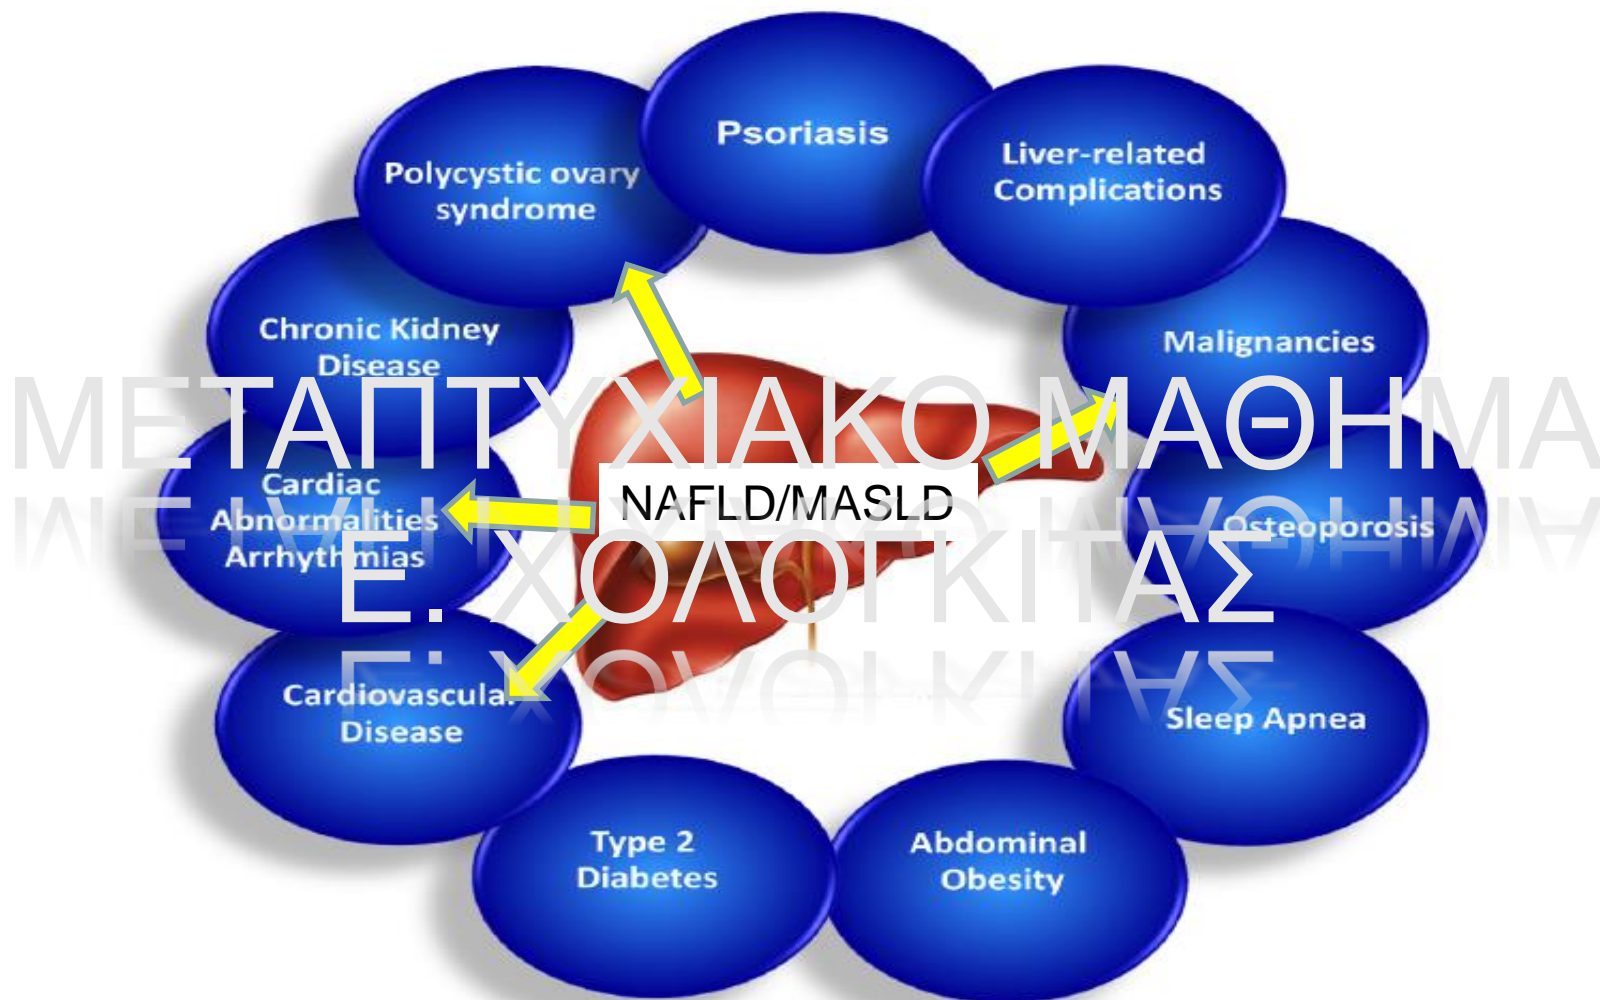 Psoriasis
Polycystic ovary
syndrome
Liver-related
Complications
Chronic Kidney
Disease
Malignancies
ΜΕΤΑΠΤΥΧΙΑΚΟ ΜΑΘΗΜΑ
Cardiac
Abnormalities
Arrhythmias
NAFLD/MASLD
Osteoporosis
Ε. ΧΟΛΟΓΚΙΤΑΣ
Cardiovascular
Disease
Sleep Apnea
Type 2
Diabetes
Abdominal
Obesity